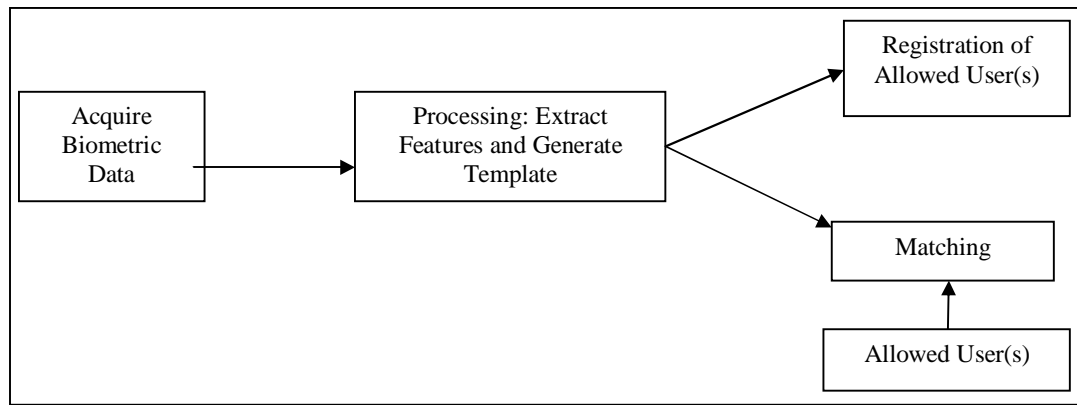 Acquire
Biometric
Data
Processing: Extract
Features and Generate
Template
Registration of
Allowed User(s)
Matching
Allowed User(s)